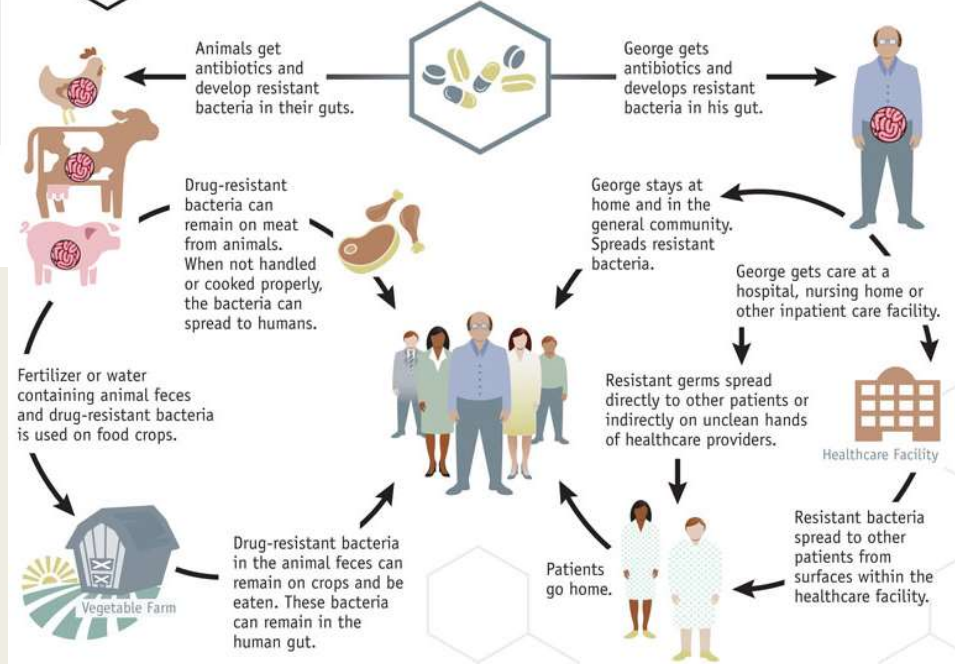 Animals get
antibiotics and
develop resistant
bacteria in their guts.
George gets
antibiotics and
develops resistant
bacteria in his gut.
Drug-resistant
bacteria can
remain on meat
from animals.
When not handled
or cooked properly,
the bacteria can
spread to humans.
George stays at
home and in the
general community.
Spreads resistant
bacteria.
George gets care at a
hospital, nursing home or
other inpatient care facility.
Fertilizer or water
containing animal feces
and drug-resistant bacteria
is used on food crops.
Resistant germs spread
directly to other patients or
indirectly on unclean hands
of healthcare providers.
Healthcare Facility
Vegetable Farm
Drug-resistant bacteria
in the animal feces can
remain on crops and be
eaten. These bacteria
can remain in the
human gut.
Patients
go home.
Resistant bacteria
spread to other
patients from
surfaces within the
healthcare facility.